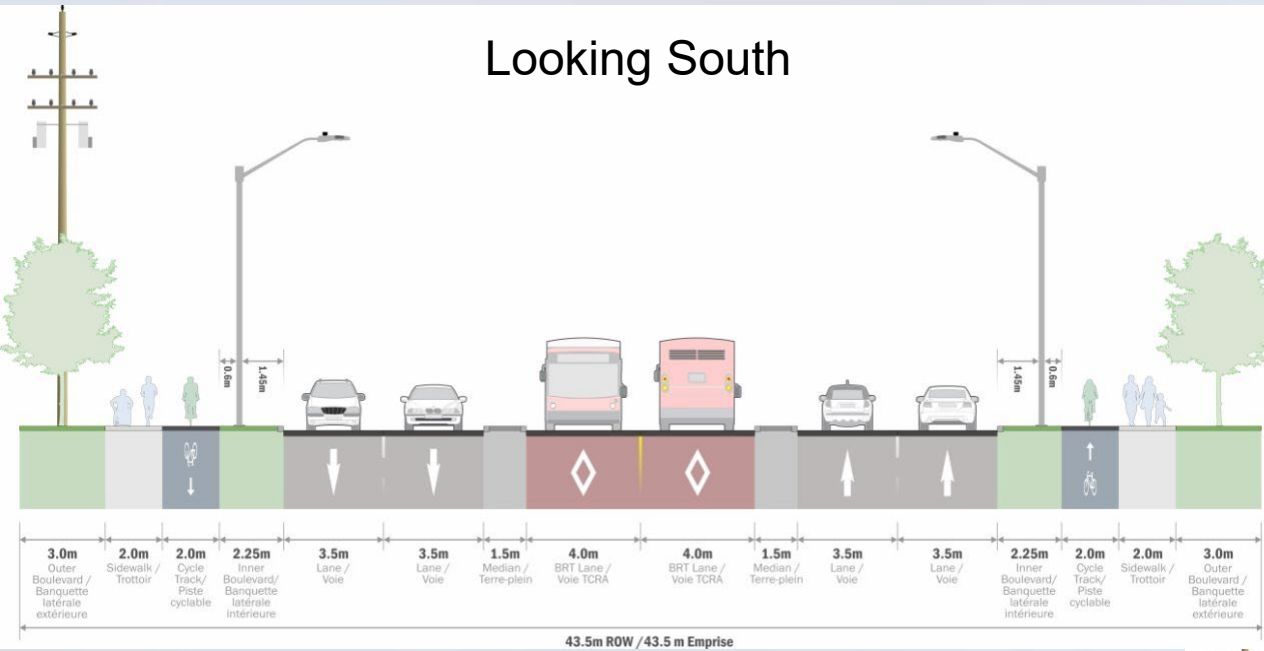 Looking South
0.6m
1.45m
1.45m
0.6m
3.0m
Outer
Boulevard /
Banquette
latérale
extérieure
2.0m
Sidewalk /
Trottoir
2.0m
Cycle
Track/
Piste
cyclable
2.25m
Inner
Boulevard/
Banquette
latérale
intérieure
3.5m
Lane /
Voie
3.5m
Lane /
Voie
1.5m
Median /
Terre-plein
4.0m
BRT Lane /
Voie TCRA
4.0m
BRT Lane /
Voie TCRA
1.5m
Median /
Terre-plein
3.5m
Lane /
Voie
3.5m
Lane /
Voie
2.25m
Inner
Boulevard/
Banquette
latérale
intérieure
2.0m
Cycle
Track/
Piste
cyclable
2.0m
Sidewalk /
Trottoir
3.0m
Outer
Boulevard /
Banquette
latérale
extérieure
43.5m ROW / 43.5 m Emprise